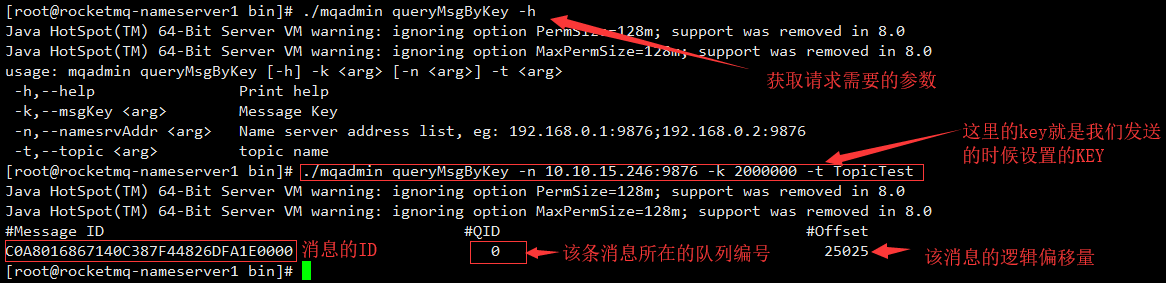 [root@rocketmq-nameserver1 bin]# ./mqadmin queryMsgByKey -h
Java HotSpot(TM) 64-Bit Server VM warning: ignoring option PermSize=128m; support was removed in 8.0
Java HotSpot(TM) 64-Bit Server VM warning: ignoring option MaxPermSize=128m; support was removed in 8.0
usage: mqadmin queryMsgByKey [-h] -k <arg> [-n <arg>] -t <arg>
获取请求需要的参数
-h,--help Print help
-k,--msgKey <arg> Message Key
-n,--namesrvAddr <arg> Name server address list, eg: 192.168.0.1:9876;192.168.0.2:9876
-t,--topic <arg> topic name
这里的key就是我们发送
的时候设置的KEY
[root@rocketmq-nameserver1 bin]# ./mqadmin queryMsgByKey -n 10.10.15.246:9876 -k 2000000 -t TopicTest
Java HotSpot(TM) 64-Bit Server VM warning: ignoring option PermSize=128m; support was removed in 8.0
Java HotSpot(TM) 64-Bit Server VM warning: ignoring option MaxPermSize=128m; support was removed in 8.0
#Message ID #QID #Offset
C0A8016867140C387F44826DFA1E0000 消息的ID 0 该条消息所在的队列编号 25025 该消息的逻辑偏移量
[root@rocketmq-nameserver1 bin]#